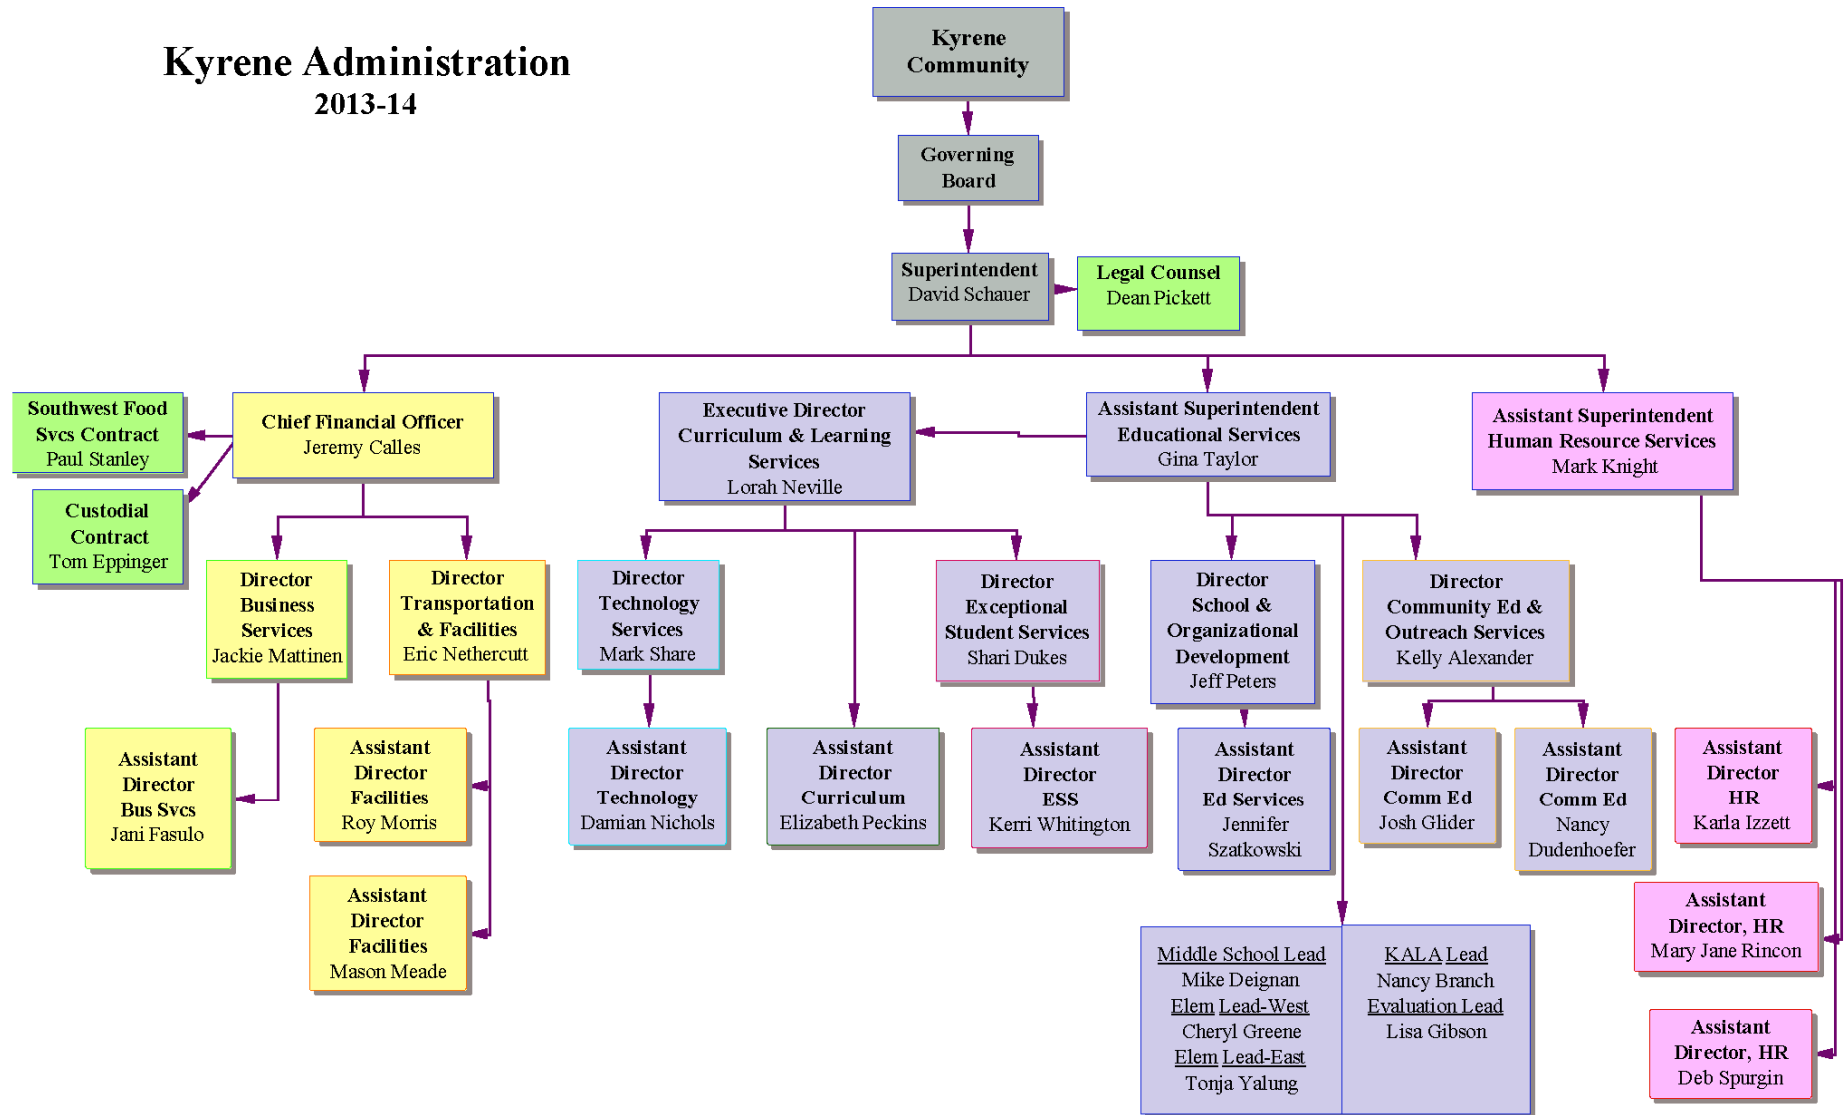 Kyrene Administration
2013-14
Kyrene
Community
Governing
Board
Superintendent
David Schauer
Legal Counsel
Dean Pickett
Southwest Food
Svcs Contract
Paul Stanley
Custodial
Contract
Tom Eppinger
Chief Financial Officer
Jeremy Calles
Executive Director
Curriculum & Learning
Services
Lorah Neville
Assistant Superintendent
Educational Services
Gina Taylor
Assistant Superintendent
Human Resource Services
Mark Knight
Director
Business
Services
Jackie Mattinen
Director
Transportation
& Facilities
Eric Nethercutt
Director
Technology
Services
Mark Share
Director
Exceptional
Student Services
Shari Dukes
Director
School &
Organizational
Development
Jeff Peters
Director
Community Ed &
Outreach Services
Kelly Alexander
Assistant
Director
Bus Svcs
Jani Fasulo
Assistant
Director
Facilities
Roy Morris
Assistant
Director
Technology
Damian Nichols
Assistant
Director
Curriculum
Elizabeth Peckins
Assistant
Director
ESS
Kerri Whitington
Assistant
Director
Ed Services
Jennifer
Szatkowski
Assistant
Director
Comm Ed
Josh Glider
Assistant
Director
Comm Ed
Nancy
Dudenhoefer
Assistant
Director
HR
Karla Izzett
Assistant
Director
Facilities
Mason Meade
Assistant
Director, HR
Mary Jane Rincon
Middle School Lead
Mike Deignan
Elem Lead-West
Cheryl Greene
Elem Lead-East
Tonja Yalung
KALA Lead
Nancy Branch
Evaluation Lead
Lisa Gibson
Assistant
Director, HR
Deb Spurgin